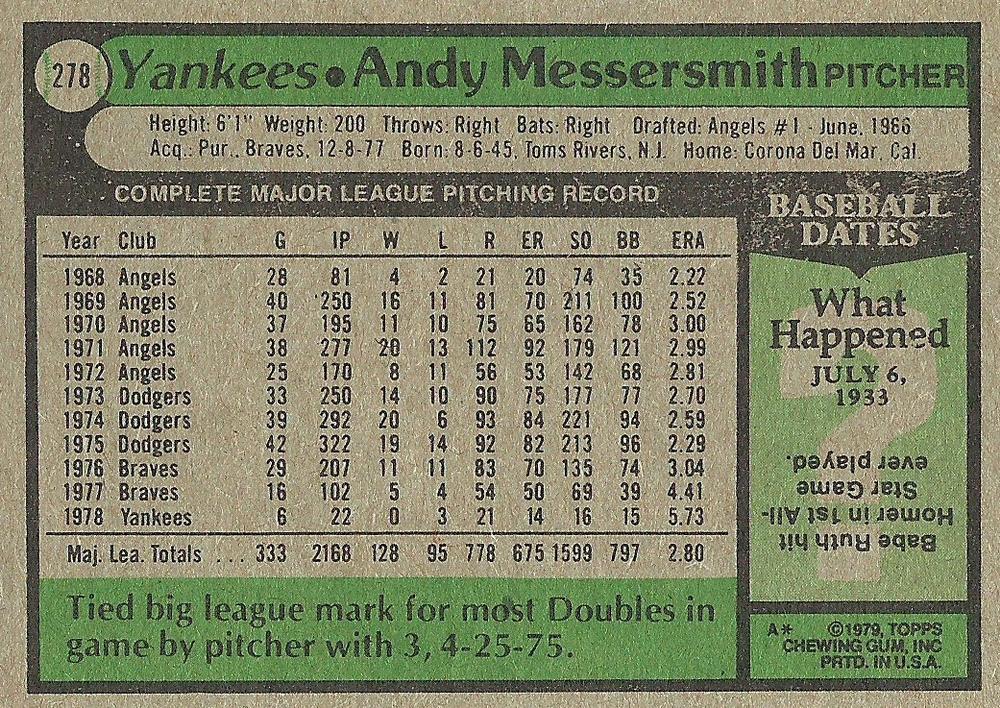 278 Yankees • Andy Messersmith PITCHER
Height: 6'1" Weight: 200 Throws: Right Bats: Right Drafted: Angels #1 - June, 1966
Acq.: Pur., Braves, 12-8-77 Born: 8-6-45, Toms Rivers, N.J. Home: Corona Del Mar, Cal.
COMPLETE MAJOR LEAGUE PITCHING RECORD
Year Club G IP W L R ER SO BB ERA
1968 Angels 28 81 4 2 21 20 74 35 2.22
1969 Angels 40 250 16 11 81 70 211 100 2.52
1970 Angels 37 195 11 10 75 65 162 78 3.00
1971 Angels 38 277 20 13 112 92 179 121 2.99
1972 Angels 25 170 8 11 56 53 142 68 2.81
1973 Dodgers 33 250 14 10 90 75 177 77 2.70
1974 Dodgers 39 292 20 6 93 84 221 94 2.59
1975 Dodgers 42 322 19 14 92 82 213 96 2.29
1976 Braves 29 207 11 11 83 70 135 74 3.04
1977 Braves 16 102 5 4 54 50 69 39 4.41
1978 Yankees 6 22 0 3 21 14 16 15 5.73
Maj. Lea. Totals ... 333 2168 128 95 778 675 1599 797 2.80
Tied big league mark for most Doubles in
game by pitcher with 3, 4-25-75.
BASEBALL
DATES
What
Happened
JULY 6,
1933
?
Babe Ruth hit
Homer in 1st All-
Star Game
ever played.
A* ©1979, TOPPS
CHEWING GUM, INC
PRTD. IN U.S.A.